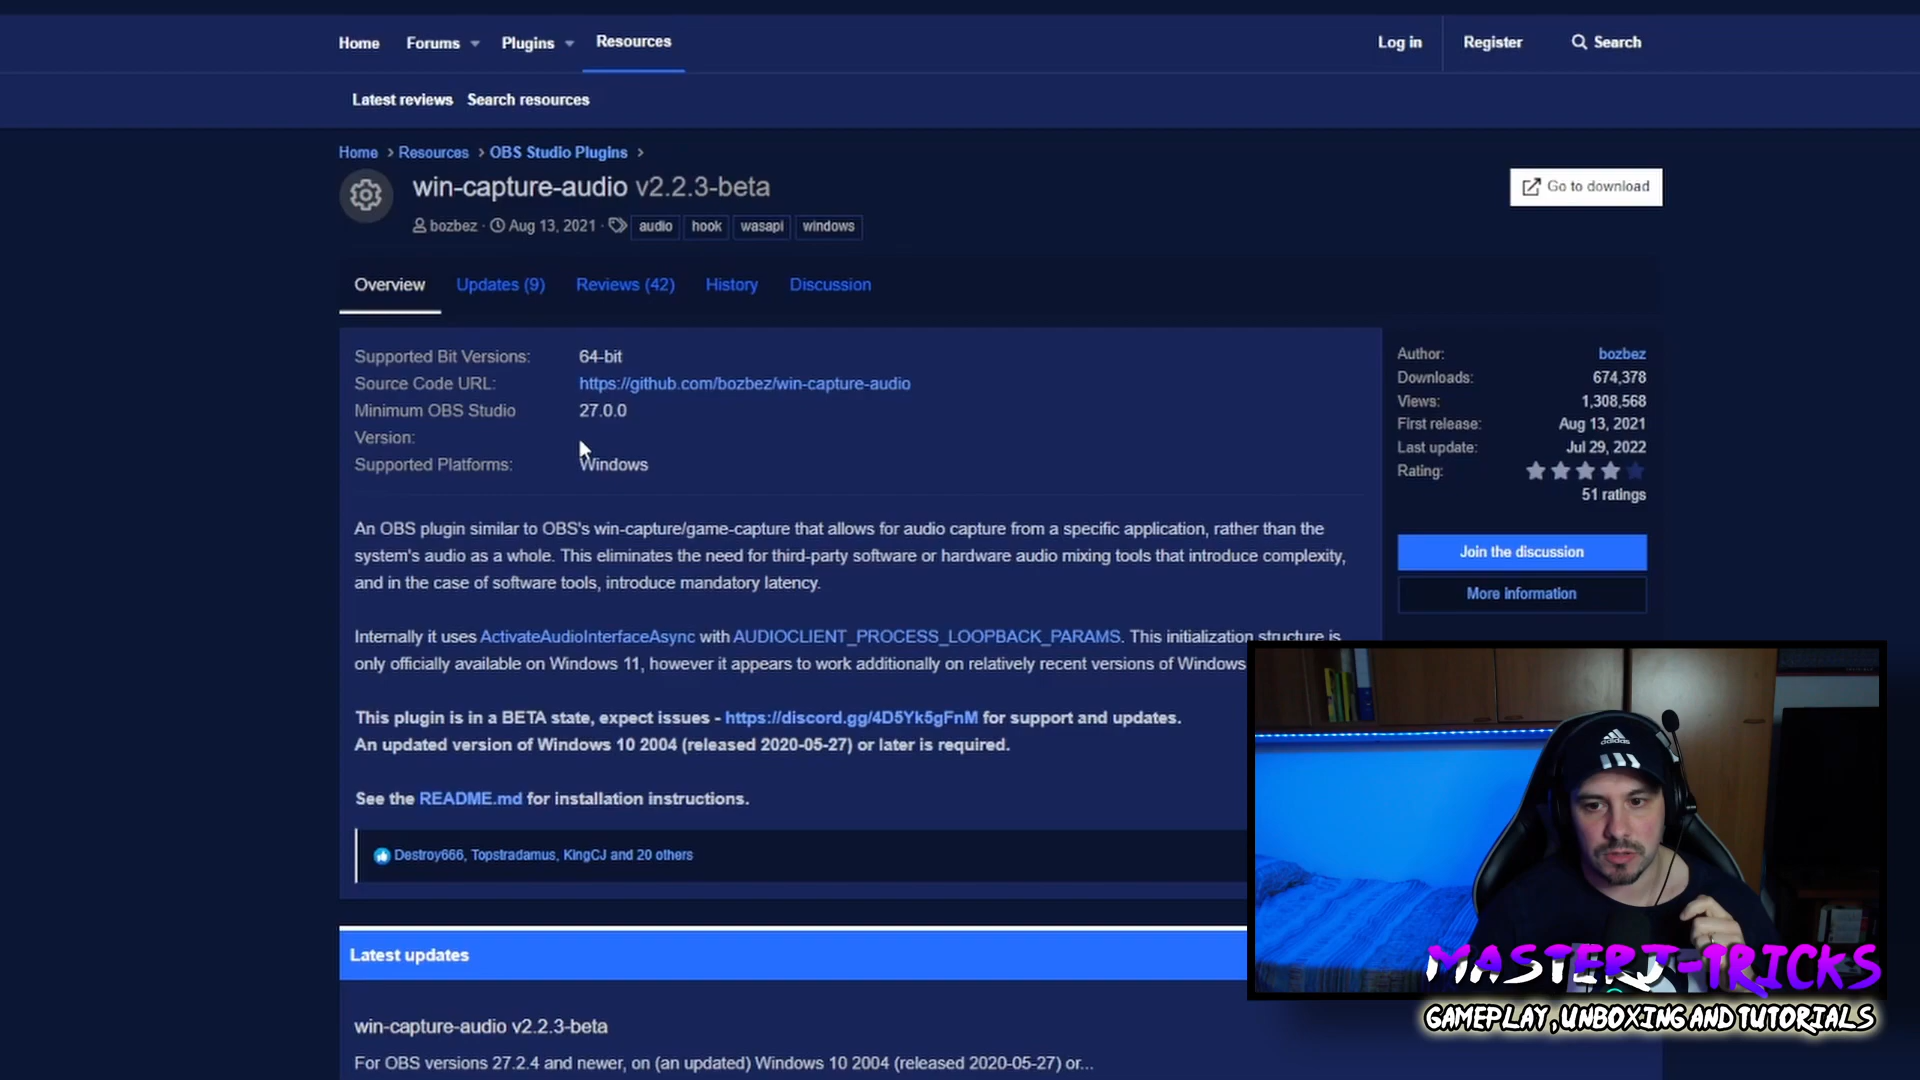 Home Forums Plugins Resources Log in Register Search
Latest reviews Search resources
Home > Resources > OBS Studio Plugins >
win-capture-audio v2.2.3-beta
Go to download
bozbez · Aug 13, 2021 · audio hook wasapi windows
Overview Updates (9) Reviews (42) History Discussion
Supported Bit Versions: 64-bit
Source Code URL: https://github.com/bozbez/win-capture-audio
Minimum OBS Studio Version: 27.0.0
Supported Platforms: Windows
An OBS plugin similar to OBS's win-capture/game-capture that allows for audio capture from a specific application, rather than the
system's audio as a whole. This eliminates the need for third-party software or hardware audio mixing tools that introduce complexity,
and in the case of software tools, introduce mandatory latency.
Internally it uses ActivateAudioInterfaceAsync with AUDIOCLIENT_PROCESS_LOOPBACK_PARAMS. This initialization structure is
only officially available on Windows 11, however it appears to work additionally on relatively recent versions of Windows
This plugin is in a BETA state, expect issues - https://discord.gg/4D5Yk5gFnM for support and updates.
An updated version of Windows 10 2004 (released 2020-05-27) or later is required.
See the README.md for installation instructions.
Destroy666, Topstradamus, KingCJ and 20 others
Author: bozbez
Downloads: 674,378
Views: 1,308,568
First release: Aug 13, 2021
Last update: Jul 29, 2022
Rating:
51 ratings
Join the discussion
More information
Latest updates
win-capture-audio v2.2.3-beta
For OBS versions 27.2.4 and newer, on (an updated) Windows 10 2004 (released 2020-05-27) or...
adidas
MASTERJ-TRICKS
GAMEPLAY, UNBOXING AND TUTORIALS